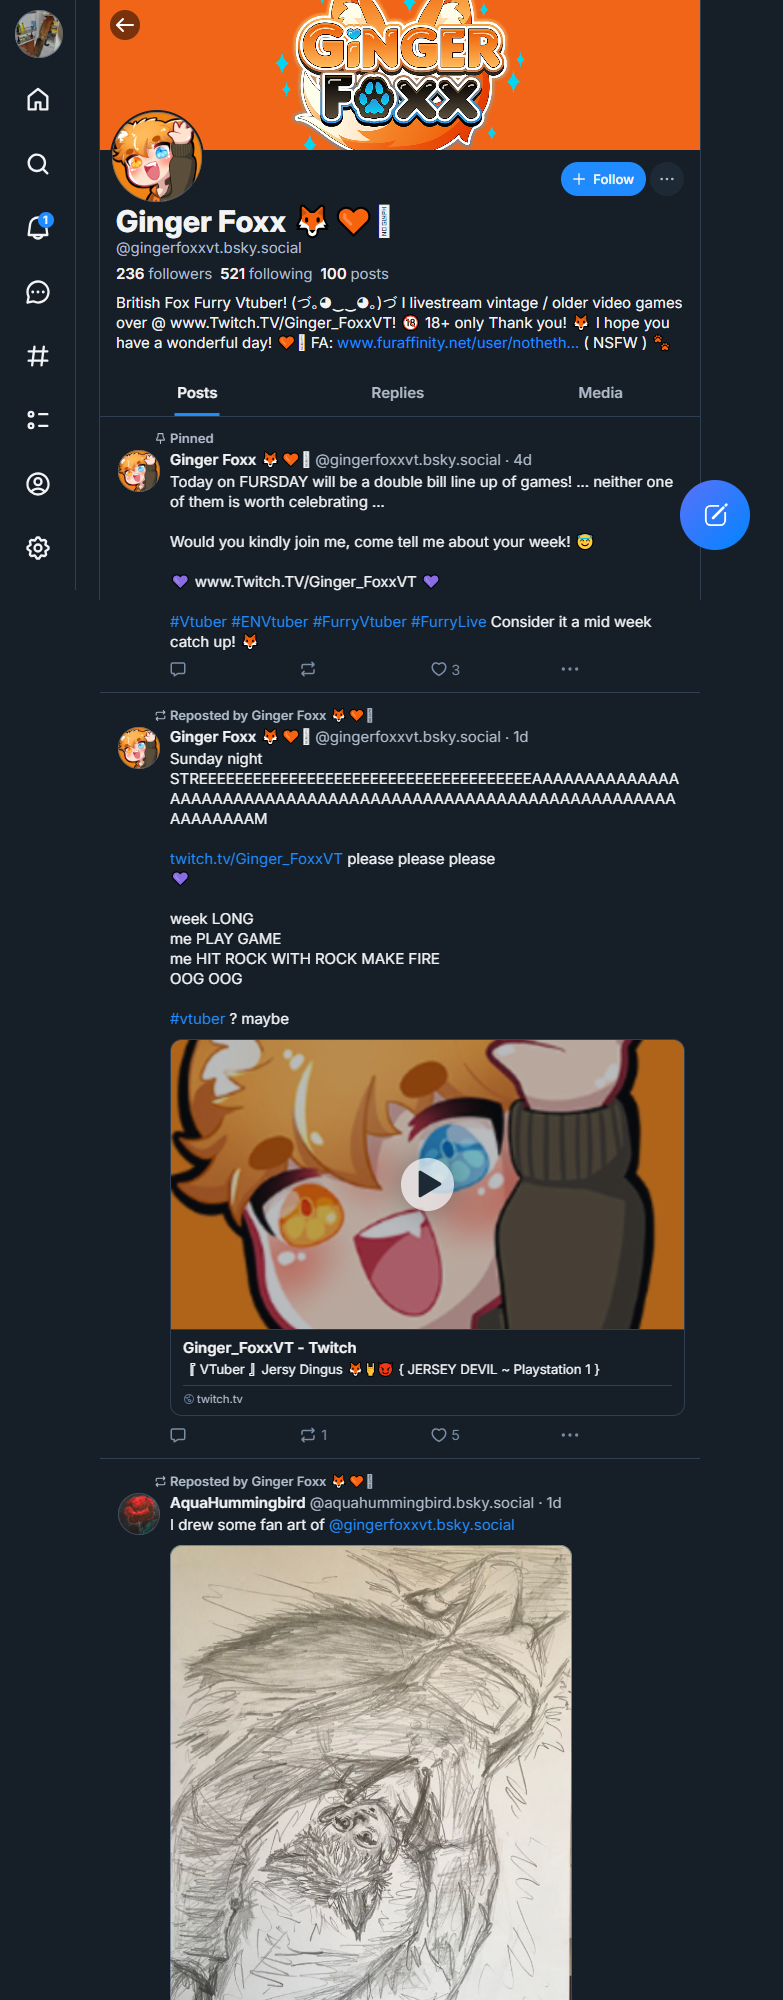 GiNGER
FOXX
+ Follow
Ginger Foxx 🦊 🧡
@gingerfoxxvt.bsky.social
236 followers 521 following 100 posts
British Fox Furry Vtuber! (づ｡◕‿‿◕｡)づ I livestream vintage / older video games
over @ www.Twitch.TV/Ginger_FoxxVT! 🔞 18+ only Thank you! 🦊 I hope you
have a wonderful day! 🧡 FA: www.furaffinity.net/user/notheth... ( NSFW ) 🐾
Posts Replies Media
Pinned
Ginger Foxx 🦊 🧡 @gingerfoxxvt.bsky.social · 4d
Today on FURSDAY will be a double bill line up of games! ... neither one
of them is worth celebrating ...
Would you kindly join me, come tell me about your week! 😇
💜 www.Twitch.TV/Ginger_FoxxVT 💜
#Vtuber #ENVtuber #FurryVtuber #FurryLive Consider it a mid week
catch up! 🦊
3
Reposted by Ginger Foxx 🦊 🧡
Ginger Foxx 🦊 🧡 @gingerfoxxvt.bsky.social · 1d
Sunday night
STREEEEEEEEEEEEEEEEEEEEEEEEEEEEEEEEEEEEEAAAAAAAAAAAAAA
AAAAAAAAAAAAAAAAAAAAAAAAAAAAAAAAAAAAAAAAAAAAAAAAAAAAAA
AAAAAAAAM
twitch.tv/Ginger_FoxxVT please please please
💜
week LONG
me PLAY GAME
me HIT ROCK WITH ROCK MAKE FIRE
OOG OOG
#vtuber ? maybe
Ginger_FoxxVT - Twitch
『 VTuber 』Jersy Dingus 🦊🤘😈 { JERSEY DEVIL ~ Playstation 1 }
twitch.tv
1 5
Reposted by Ginger Foxx 🦊 🧡
AquaHummingbird @aquahummingbird.bsky.social · 1d
I drew some fan art of @gingerfoxxvt.bsky.social
1